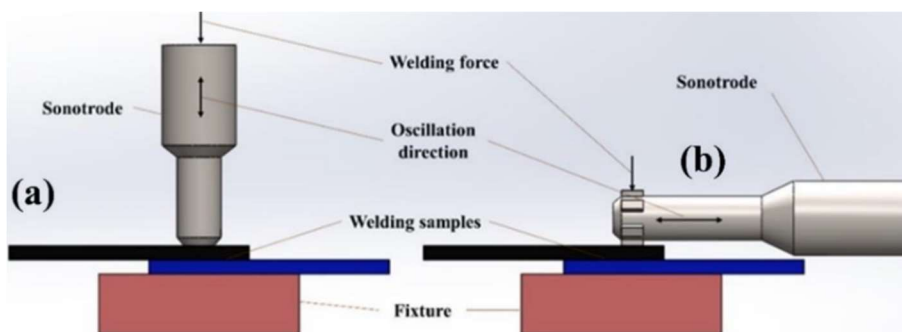 Welding force
Sonotrode
Sonotrode
Oscillation
direction
(b)
(a)
Welding samples
Fixture